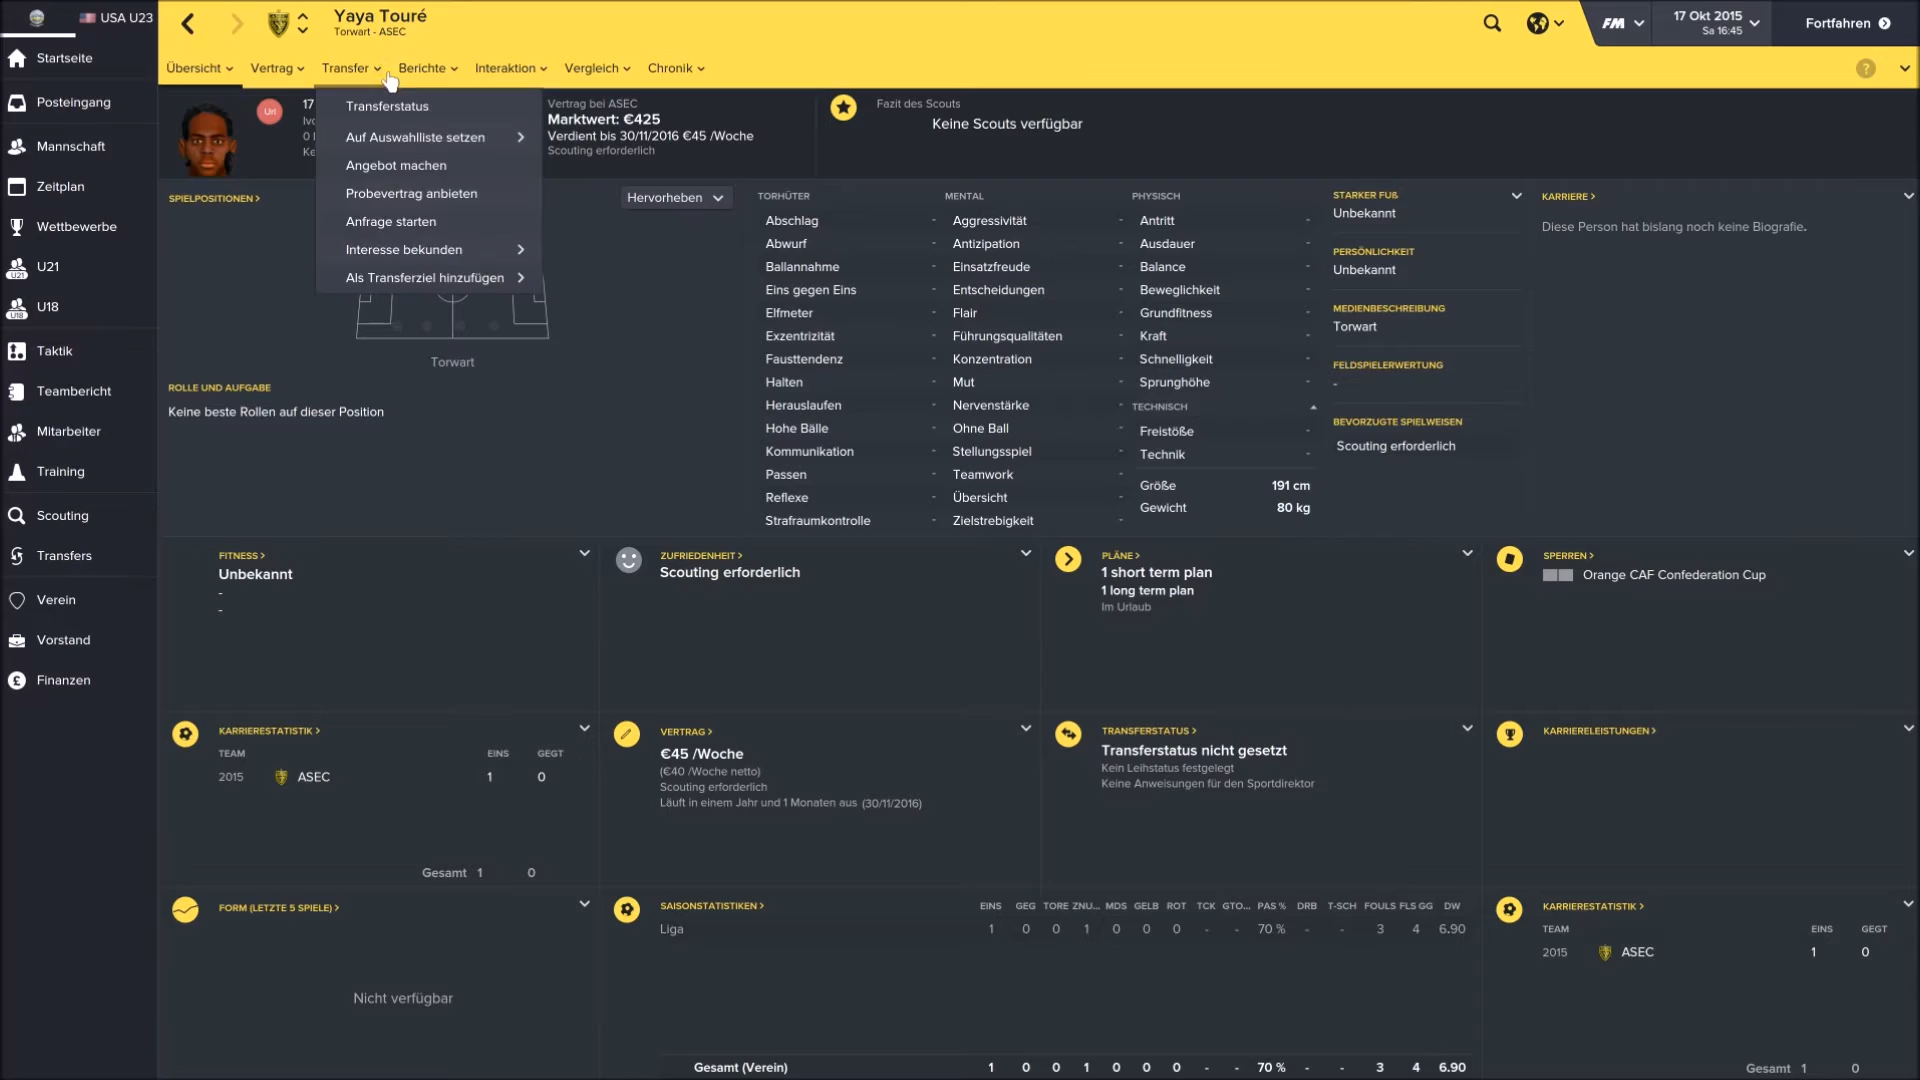 USA U23
Yaya Touré
Torwart - ASEC
FM
17 Okt 2015
Sa 16:45
Fortfahren
Startseite
Posteingang
Mannschaft
Zeitplan
Wettbewerbe
U21
U21
U18
U18
Taktik
Teambericht
Mitarbeiter
Training
Scouting
Transfers
Verein
Vorstand
Finanzen
Übersicht
Vertrag
Transfer
Berichte
Interaktion
Vergleich
Chronik
?
Transferstatus
Auf Auswahlliste setzen
Angebot machen
Probevertrag anbieten
Anfrage starten
Interesse bekunden
Als Transferziel hinzufügen
Url
17
Vertrag bei ASEC
Marktwert: €425
Verdient bis 30/11/2016 €45 /Woche
Scouting erforderlich
Fazit des Scouts
Keine Scouts verfügbar
SPIELPOSITIONEN >
Hervorheben
Torwart
ROLLE UND AUFGABE
Keine beste Rollen auf dieser Position
TORHÜTER
Abschlag -
Abwurf -
Ballannahme -
Eins gegen Eins -
Elfmeter -
Exzentrizität -
Fausttendenz -
Halten -
Herauslaufen -
Hohe Bälle -
Kommunikation -
Passen -
Reflexe -
Strafraumkontrolle -
MENTAL
Aggressivität -
Antizipation -
Einsatzfreude -
Entscheidungen -
Flair -
Führungsqualitäten -
Konzentration -
Mut -
Nervenstärke -
Ohne Ball -
Stellungsspiel -
Teamwork -
Übersicht -
Zielstrebigkeit -
PHYSISCH
Antritt -
Ausdauer -
Balance -
Beweglichkeit -
Grundfitness -
Kraft -
Schnelligkeit -
Sprunghöhe -
TECHNISCH
Freistöße -
Technik -
Größe 191 cm
Gewicht 80 kg
STARKER FUß
Unbekannt
PERSÖNLICHKEIT
Unbekannt
MEDIENBESCHREIBUNG
Torwart
FELDSPIELERWERTUNG
-
BEVORZUGTE SPIELWEISEN
Scouting erforderlich
KARRIERE >
Diese Person hat bislang noch keine Biografie.
FITNESS >
Unbekannt
-
-
ZUFRIEDENHEIT >
Scouting erforderlich
PLÄNE >
1 short term plan
1 long term plan
Im Urlaub
SPERREN >
Orange CAF Confederation Cup
KARRIERESTATISTIK >
TEAM EINS GEGT
2015 ASEC 1 0
Gesamt 1 0
VERTRAG >
€45 /Woche
(€40 /Woche netto)
Scouting erforderlich
Läuft in einem Jahr und 1 Monaten aus (30/11/2016)
TRANSFERSTATUS >
Transferstatus nicht gesetzt
Kein Leihstatus festgelegt
Keine Anweisungen für den Sportdirektor
KARRIERELEISTUNGEN >
FORM (LETZTE 5 SPIELE) >
Nicht verfügbar
SAISONSTATISTIKEN > EINS GEG TORE ZNU... MDS GELB ROT TCK GTO... PAS % DRB T-SCH FOULS FLS GG DW
Liga 1 0 0 1 0 0 0 - - 70 % - - 3 4 6.90
Gesamt (Verein) 1 0 0 1 0 0 0 - - 70 % - - 3 4 6.90
KARRIERESTATISTIK >
TEAM EINS GEGT
2015 ASEC 1 0
Gesamt 1 0